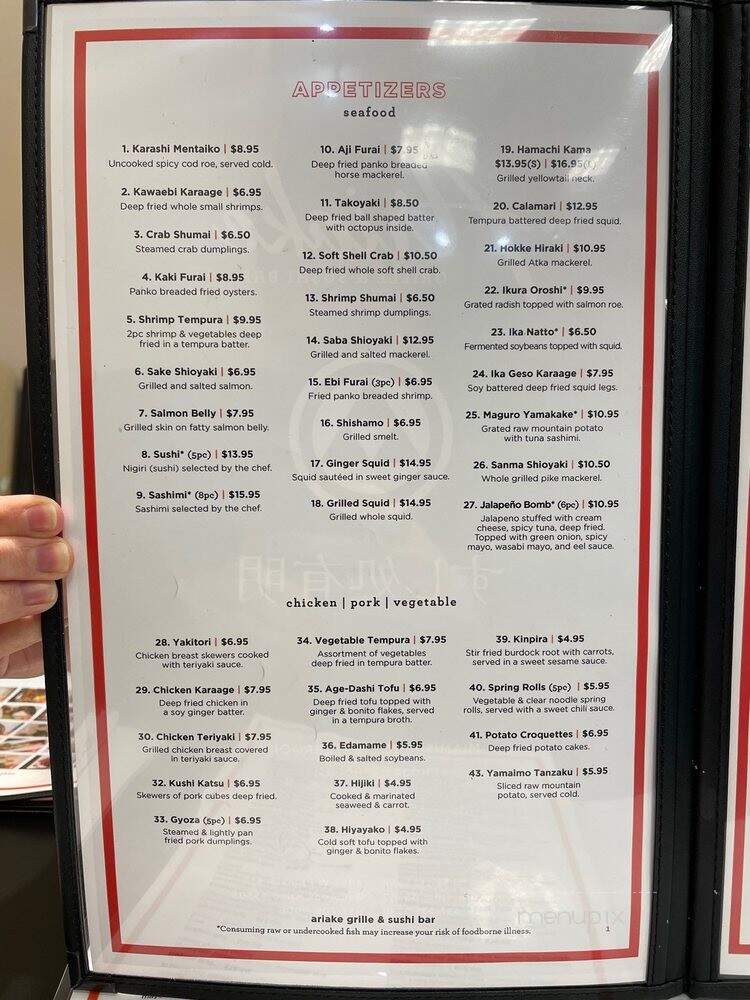 APPETIZERS
seafood
1. Karashi Mentaiko | $8.95
Uncooked spicy cod roe, served cold.
2. Kawaebi Karaage | $6.95
Deep fried whole small shrimps.
3. Crab Shumai | $6.50
Steamed crab dumplings.
4. Kaki Furai | $8.95
Panko breaded fried oysters.
5. Shrimp Tempura | $9.95
2pc shrimp & vegetables deep
fried in a tempura batter.
6. Sake Shioyaki | $6.95
Grilled and salted salmon.
7. Salmon Belly | $7.95
Grilled skin on fatty salmon belly.
8. Sushi* (5pc) | $13.95
Nigiri (sushi) selected by the chef.
9. Sashimi* (8pc) | $15.95
Sashimi selected by the chef.
10. Aji Furai | $7.95
Deep fried panko breaded
horse mackerel.
11. Takoyaki | $8.50
Deep fried ball shaped batter
with octopus inside.
12. Soft Shell Crab | $10.50
Deep fried whole soft shell crab.
13. Shrimp Shumai | $6.50
Steamed shrimp dumplings.
14. Saba Shioyaki | $12.95
Grilled and salted mackerel.
15. Ebi Furai (3pc) | $6.95
Fried panko breaded shrimp.
16. Shishamo | $6.95
Grilled smelt.
17. Ginger Squid | $14.95
Squid sautéed in sweet ginger sauce.
18. Grilled Squid | $14.95
Grilled whole squid.
19. Hamachi Kama
$13.95(S) | $16.95(L)
Grilled yellowtail neck.
20. Calamari | $12.95
Tempura battered deep fried squid.
21. Hokke Hiraki | $10.95
Grilled Atka mackerel.
22. Ikura Oroshi* | $9.95
Grated radish topped with salmon roe.
23. Ika Natto* | $6.50
Fermented soybeans topped with squid.
24. Ika Geso Karaage | $7.95
Soy battered deep fried squid legs.
25. Maguro Yamakake* | $10.95
Grated raw mountain potato
with tuna sashimi.
26. Sanma Shioyaki | $10.50
Whole grilled pike mackerel.
27. Jalapeño Bomb* (6pc) | $10.95
Jalapeno stuffed with cream
cheese, spicy tuna, deep fried.
Topped with green onion, spicy
mayo, wasabi mayo, and eel sauce.
chicken | pork | vegetable
28. Yakitori | $6.95
Chicken breast skewers cooked
with teriyaki sauce.
29. Chicken Karaage | $7.95
Deep fried chicken in
a soy ginger batter.
30. Chicken Teriyaki | $7.95
Grilled chicken breast covered
in teriyaki sauce.
32. Kushi Katsu | $6.95
Skewers of pork cubes deep fried.
33. Gyoza (5pc) | $6.95
Steamed & lightly pan
fried pork dumplings.
34. Vegetable Tempura | $7.95
Assortment of vegetables
deep fried in tempura batter.
35. Age-Dashi Tofu | $6.95
Deep fried tofu topped with
ginger & bonito flakes, served
in a tempura broth.
36. Edamame | $5.95
Boiled & salted soybeans.
37. Hijiki | $4.95
Cooked & marinated
seaweed & carrot.
38. Hiyayako | $4.95
Cold soft tofu topped with
ginger & bonito flakes.
39. Kinpira | $4.95
Stir fried burdock root with carrots,
served in a sweet sesame sauce.
40. Spring Rolls (5pc) | $5.95
Vegetable & clear noodle spring
rolls, served with a sweet chili sauce.
41. Potato Croquettes | $6.95
Deep fried potato cakes.
43. Yamaimo Tanzaku | $5.95
Sliced raw mountain
potato, served cold.
ariake grille & sushi bar
*Consuming raw or undercooked fish may increase your risk of foodborne illness.
1
menupix